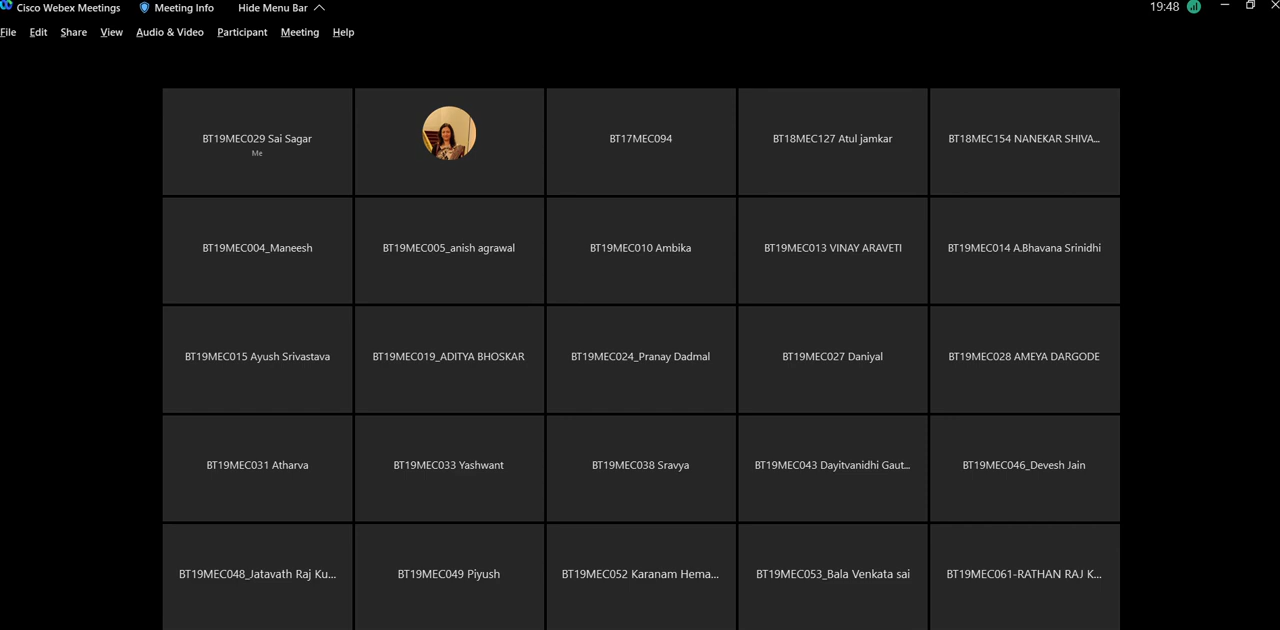 Cisco Webex Meetings Meeting Info Hide Menu Bar 19:48
File Edit Share View Audio & Video Participant Meeting Help
BT19MEC029 Sai Sagar
Me
BT17MEC094
BT18MEC127 Atul jamkar
BT18MEC154 NANEKAR SHIVA...
BT19MEC004_Maneesh
BT19MEC005_anish agrawal
BT19MEC010 Ambika
BT19MEC013 VINAY ARAVETI
BT19MEC014 A.Bhavana Srinidhi
BT19MEC015 Ayush Srivastava
BT19MEC019_ADITYA BHOSKAR
BT19MEC024_Pranay Dadmal
BT19MEC027 Daniyal
BT19MEC028 AMEYA DARGODE
BT19MEC031 Atharva
BT19MEC033 Yashwant
BT19MEC038 Sravya
BT19MEC043 Dayitvanidhi Gaut...
BT19MEC046_Devesh Jain
BT19MEC048_Jatavath Raj Ku...
BT19MEC049 Piyush
BT19MEC052 Karanam Hema...
BT19MEC053_Bala Venkata sai
BT19MEC061-RATHAN RAJ K...